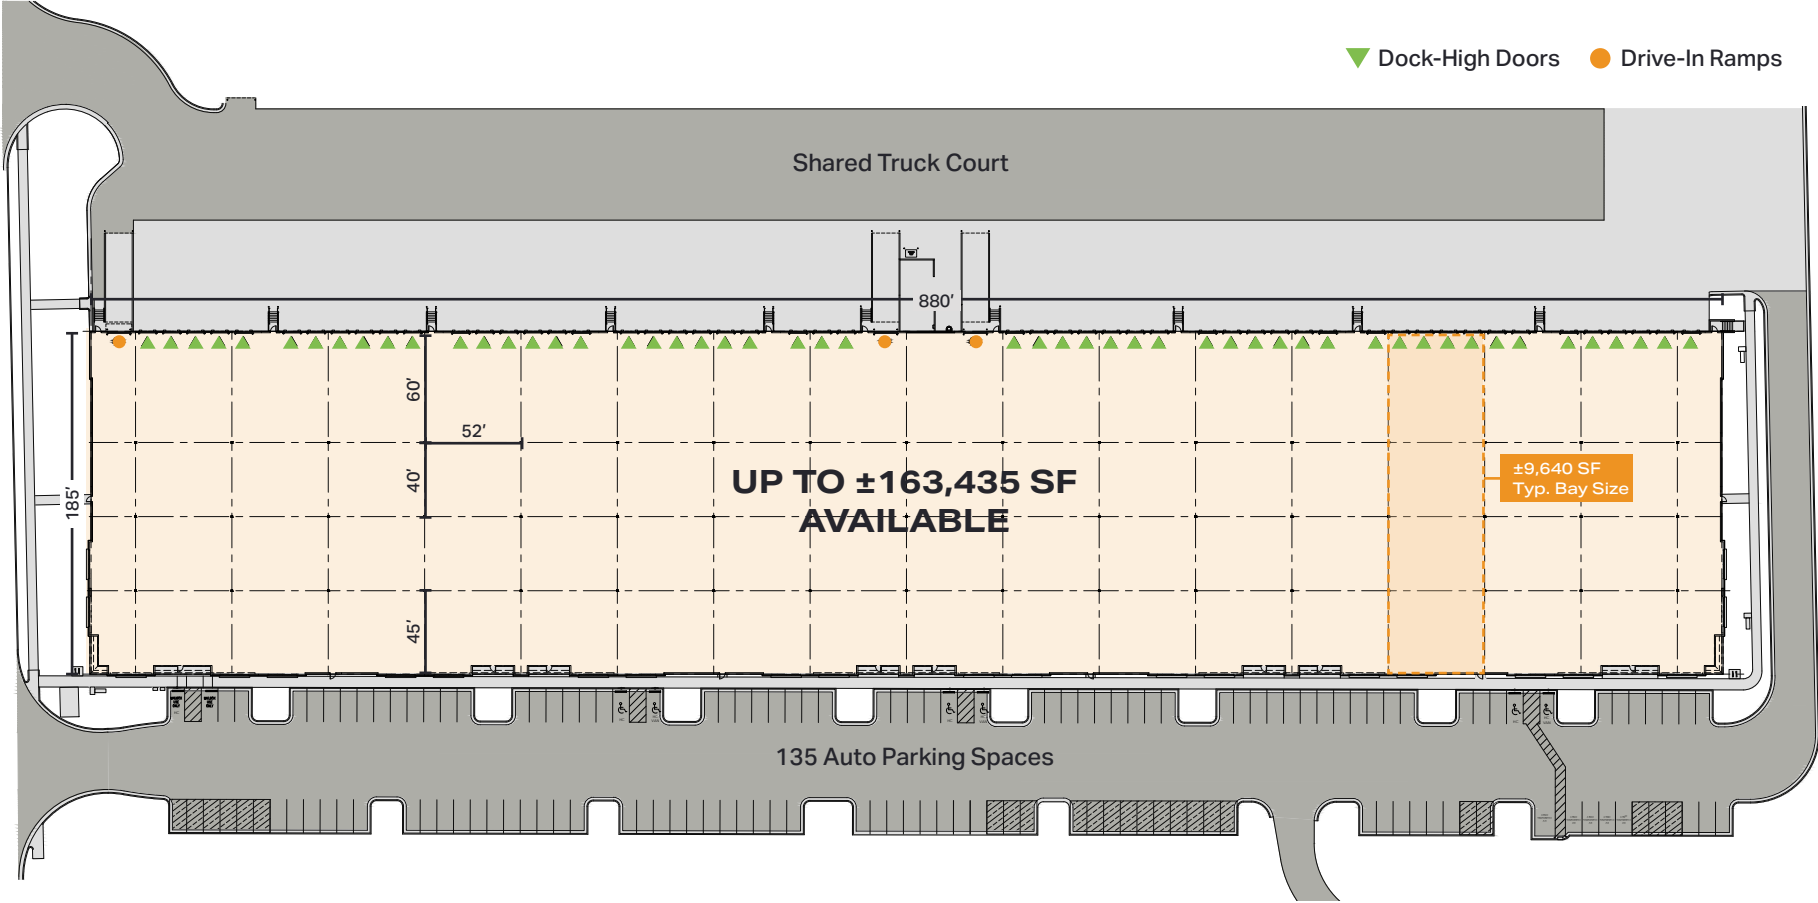 Dock-High Doors
Drive-In Ramps
Shared Truck Court
880'
60'
52'
40'
185'
UP TO ±163,435 SF
AVAILABLE
±9,640 SF
Typ. Bay Size
45'
135 Auto Parking Spaces